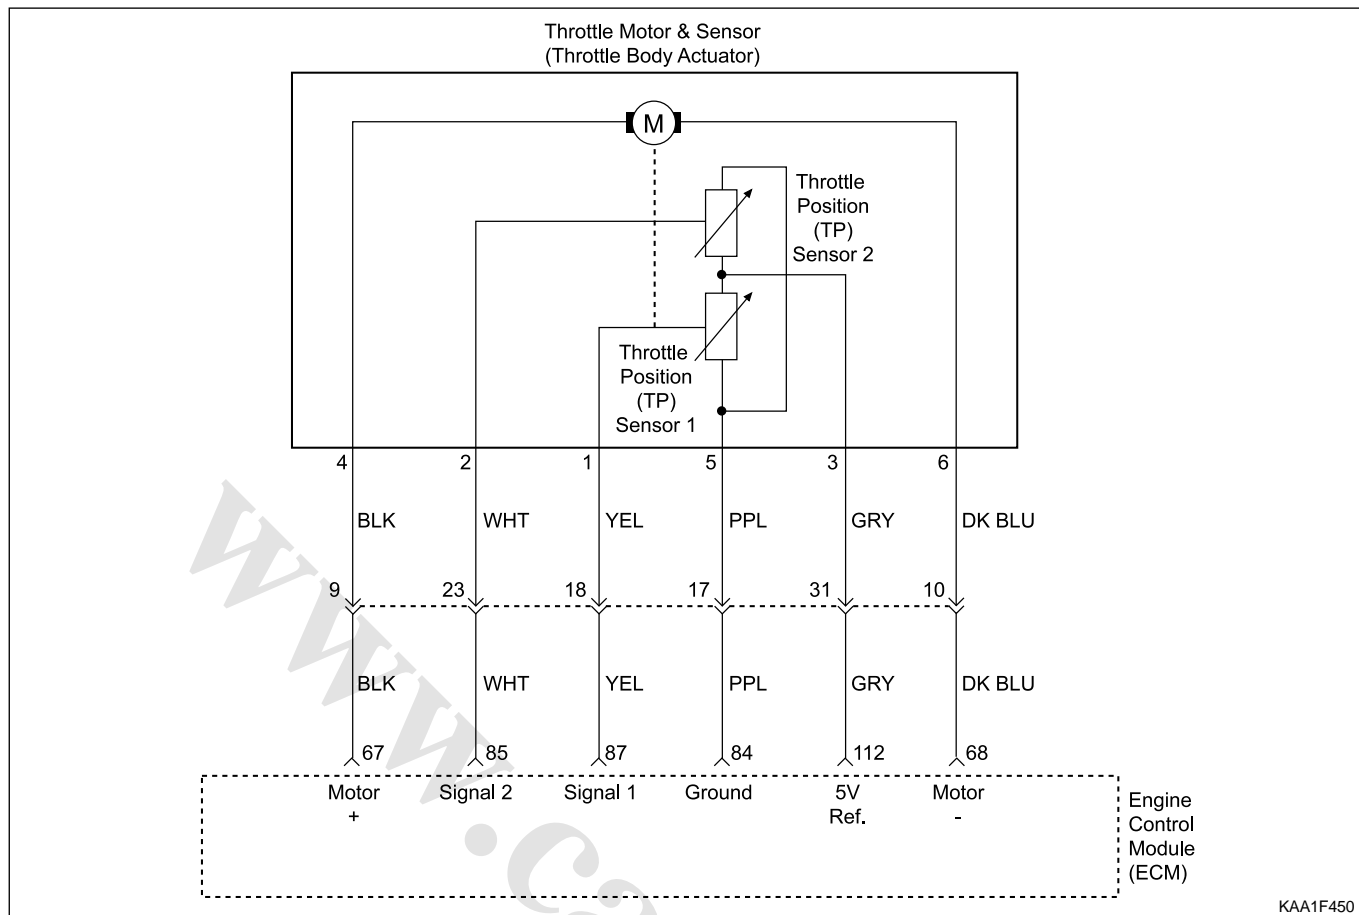 Throttle Motor & Sensor
(Throttle Body Actuator)
M
Throttle
Position
(TP)
Sensor 2
Throttle
Position
(TP)
Sensor 1
4 2 1 5 3 6
BLK WHT YEL PPL GRY DK BLU
9 23 18 17 31 10
BLK WHT YEL PPL GRY DK BLU
67 85 87 84 112 68
Motor
+
Signal 2
Signal 1
Ground
5V
Ref.
Motor
-
Engine
Control
Module
(ECM)
www.ca
KAA1F450